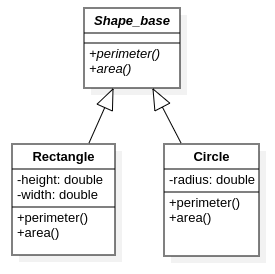 Shape_base
+perimeter()
+area()
Rectangle
-height: double
-width: double
+perimeter()
+area()
Circle
-radius: double
+perimeter()
+area()